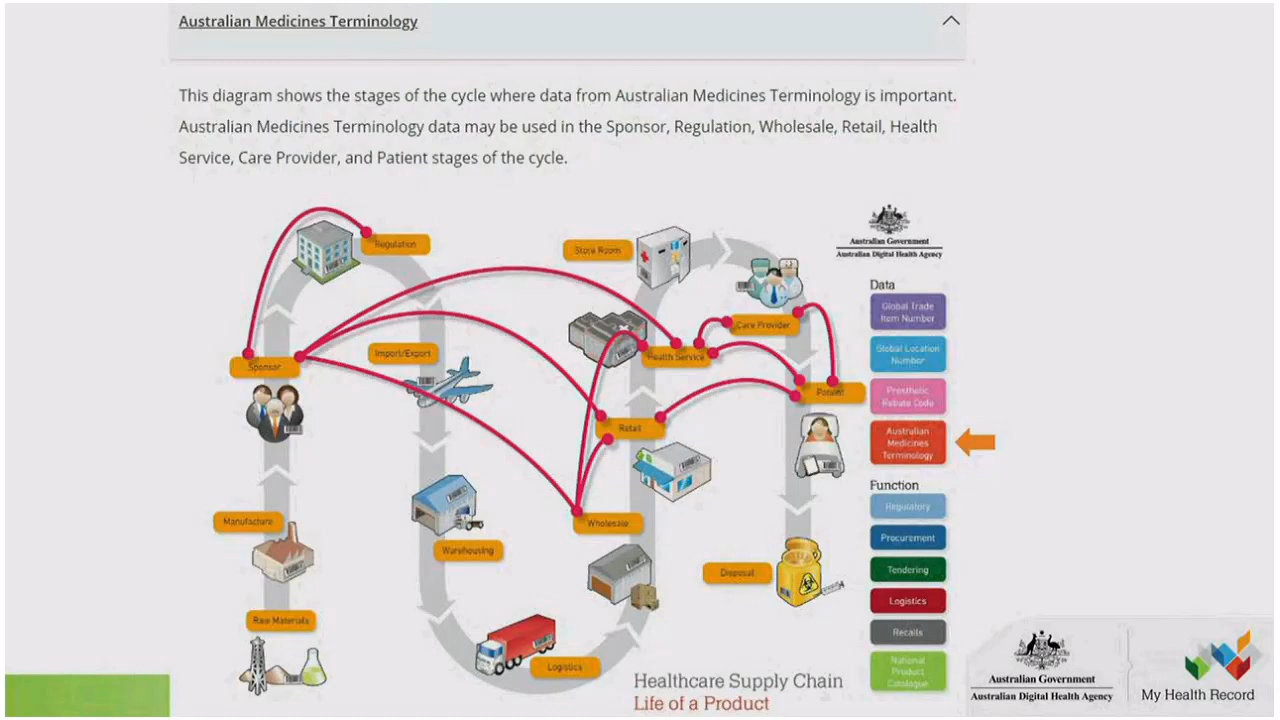 Australian Medicines Terminology
This diagram shows the stages of the cycle where data from Australian Medicines Terminology is important.
Australian Medicines Terminology data may be used in the Sponsor, Regulation, Wholesale, Retail, Health
Service, Care Provider, and Patient stages of the cycle.
Regulation
Store Room
Australian Government
Australian Digital Health Agency
Data
Global Trade
Item Number
Care Provider
Import/Export
Health Service
Global Location
Number
Sponsor
Patient
Prosthetic
Rebate Code
Retail
Australian
Medicines
Terminology
Function
Regulatory
Manufacture
Wholesale
Procurement
Warehousing
Disposal
Tendering
Logistics
Raw Materials
Recalls
Logistics
National
Product
Catalogue
Healthcare Supply Chain
Life of a Product
Australian Government
Australian Digital Health Agency
My Health Record